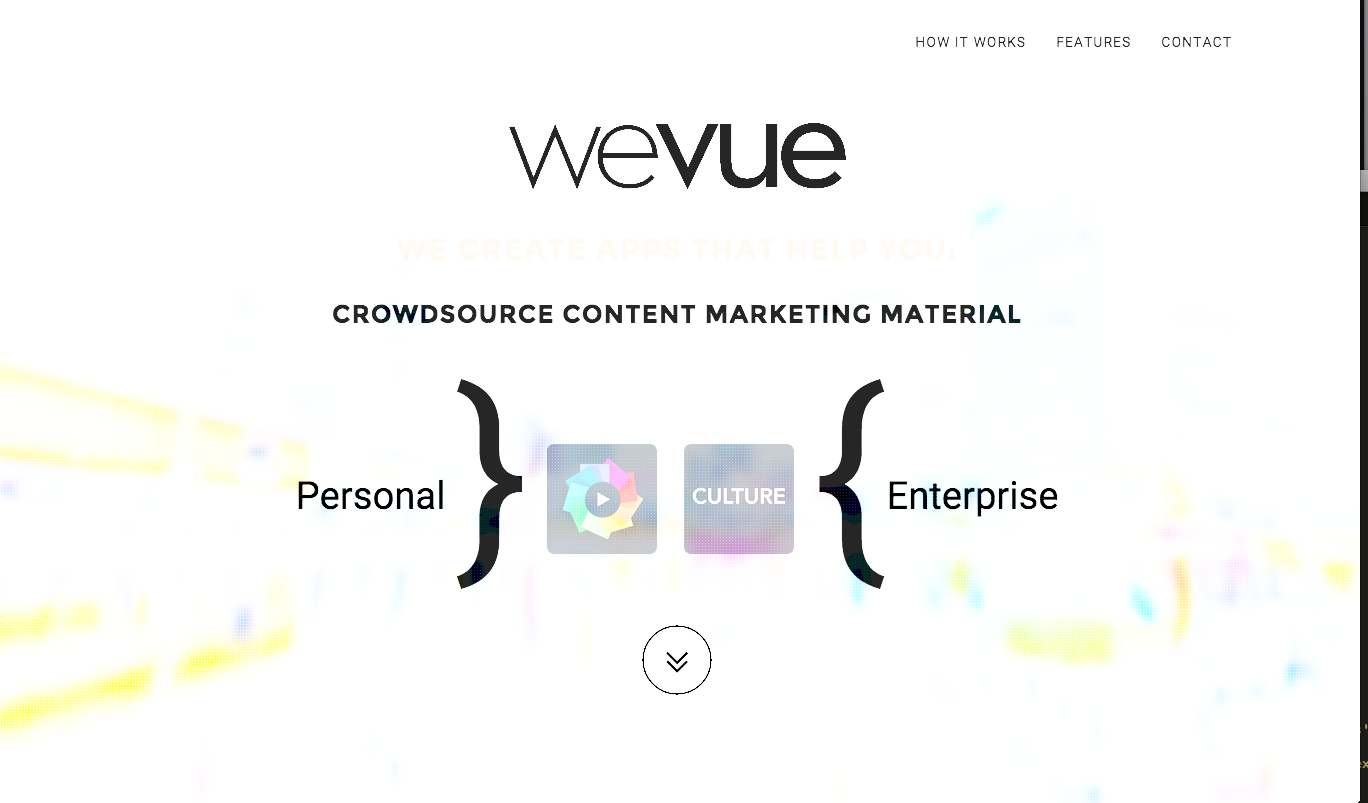 HOW IT WORKS FEATURES CONTACT
wevue
WE CREATE APPS THAT HELP YOU:
CROWDSOURCE CONTENT MARKETING MATERIAL
Personal } CULTURE { Enterprise